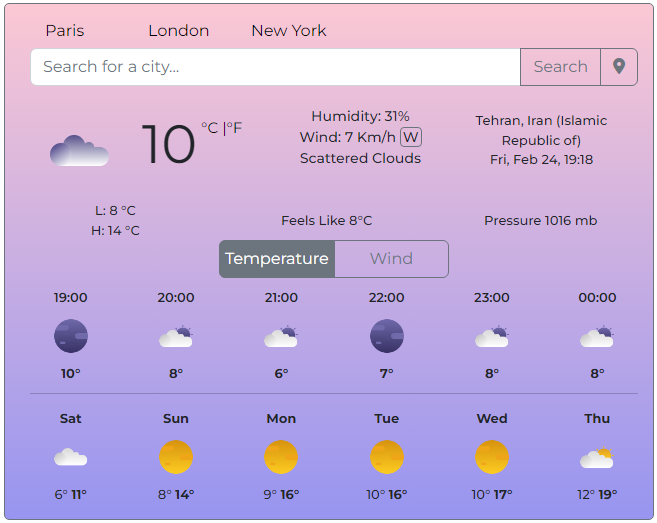 Paris London New York
Search for a city... Search
10 °C |°F
Humidity: 31%
Wind: 7 Km/h W
Scattered Clouds
Tehran, Iran (Islamic
Republic of)
Fri, Feb 24, 19:18
L: 8 °C
H: 14 °C
Feels Like 8°C
Pressure 1016 mb
Temperature Wind
19:00 20:00 21:00 22:00 23:00 00:00
10° 8° 6° 7° 8° 8°
Sat Sun Mon Tue Wed Thu
6° 11° 8° 14° 9° 16° 10° 16° 10° 17° 12° 19°